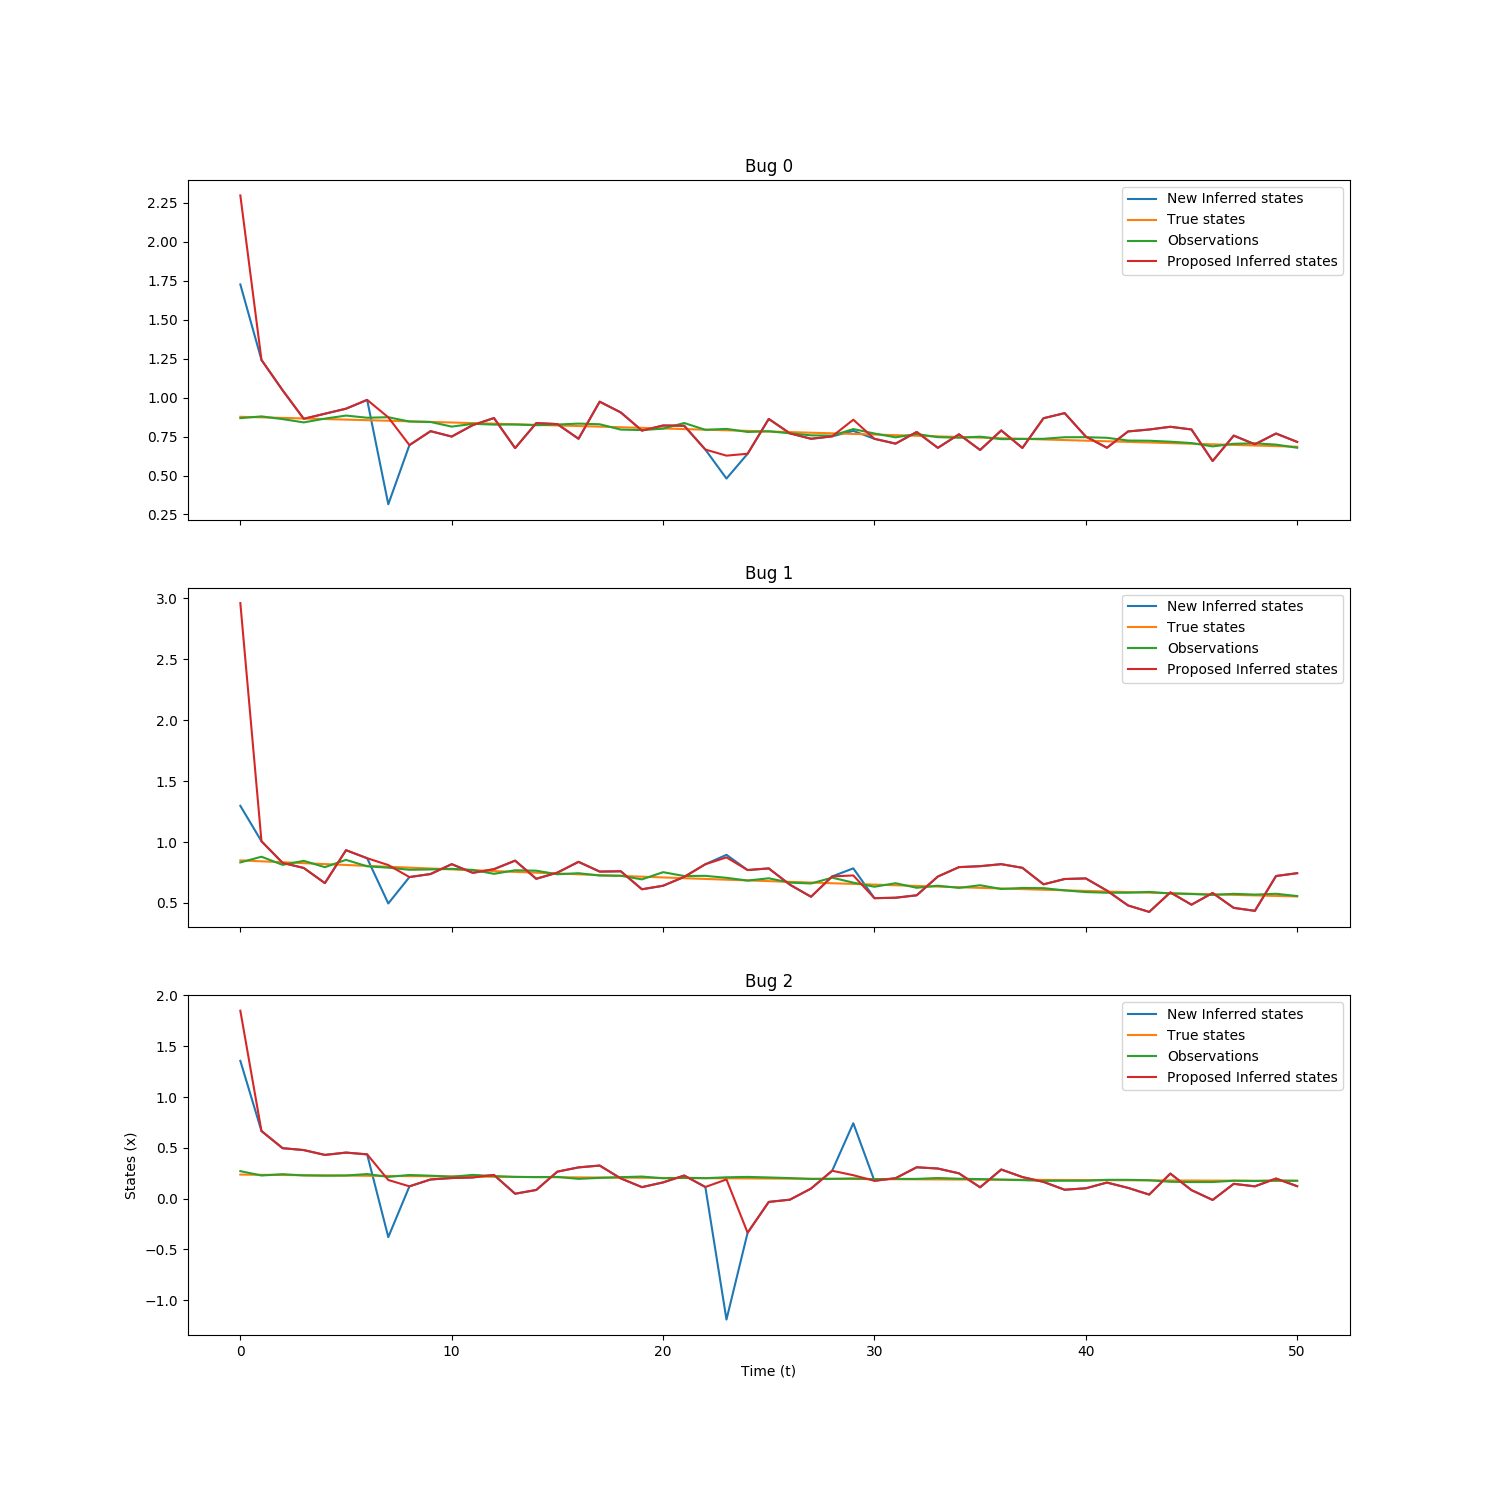 Bug 0
2.25
2.00
1.75
1.50
1.25
1.00
0.75
0.50
0.25
New Inferred states
True states
Observations
Proposed Inferred states
Bug 1
3.0
2.5
2.0
1.5
1.0
0.5
New Inferred states
True states
Observations
Proposed Inferred states
Bug 2
States (x)
2.0
1.5
1.0
0.5
0.0
−0.5
−1.0
New Inferred states
True states
Observations
Proposed Inferred states
0 10 20 30 40 50
Time (t)